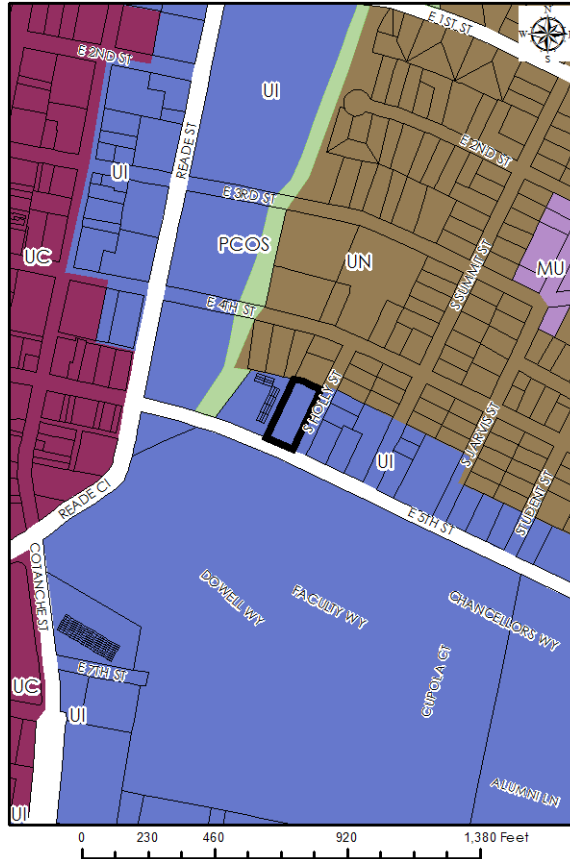 E 1ST ST
N
W
S
E 2ND ST
UI
READE ST
E 2ND ST
UI
E 3RD ST
PCOS
UC
UN
S SUMMIT ST
MU
E 4TH ST
S HOLLY ST
S JARVIS ST
UI
STUDENT ST
READE CI
E 5TH ST
COTANCHE ST
DOWELL WY
FACULTY WY
CHANCELLORS WY
CUPOLA CT
E 7TH ST
UC
UI
ALUMNI LN
UI
0 230 460 920 1,380 Feet